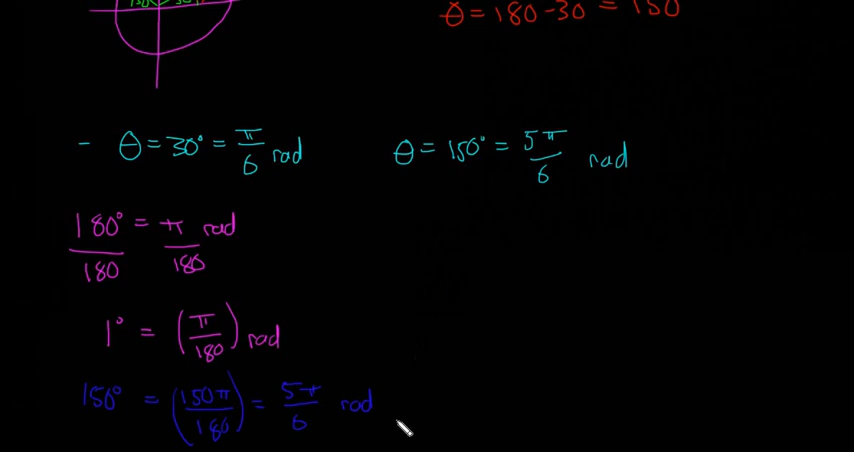 θ = 180 - 30 = 150
- θ = 30° = π/6 rad
θ = 150° = 5π/6 rad
180°/180 = π rad/180
1° = (π/180) rad
150° = (150π/180) = 5π/6 rad